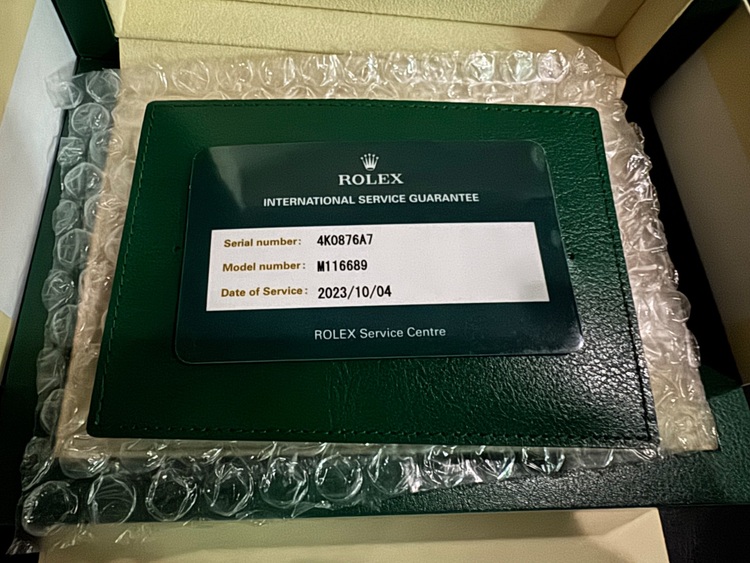 ROLEX
INTERNATIONAL SERVICE GUARANTEE
Serial number: 4K0876A7
Model number: M116689
Date of Service: 2023/10/04
ROLEX Service Centre